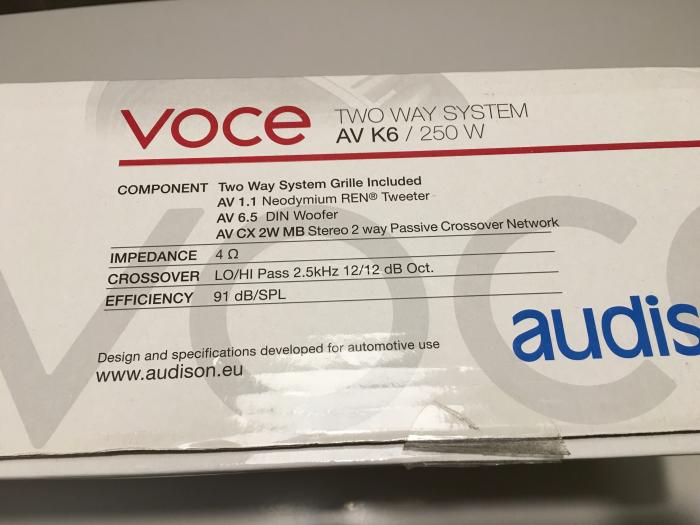 voce
TWO WAY SYSTEM
AV K6 / 250 W
COMPONENT Two Way System Grille Included
AV 1.1 Neodymium REN® Tweeter
AV 6.5 DIN Woofer
AV CX 2W MB Stereo 2 way Passive Crossover Network
IMPEDANCE 4 Ω
CROSSOVER LO/HI Pass 2.5kHz 12/12 dB Oct.
EFFICIENCY 91 dB/SPL
audis
Design and specifications developed for automotive use
www.audison.eu